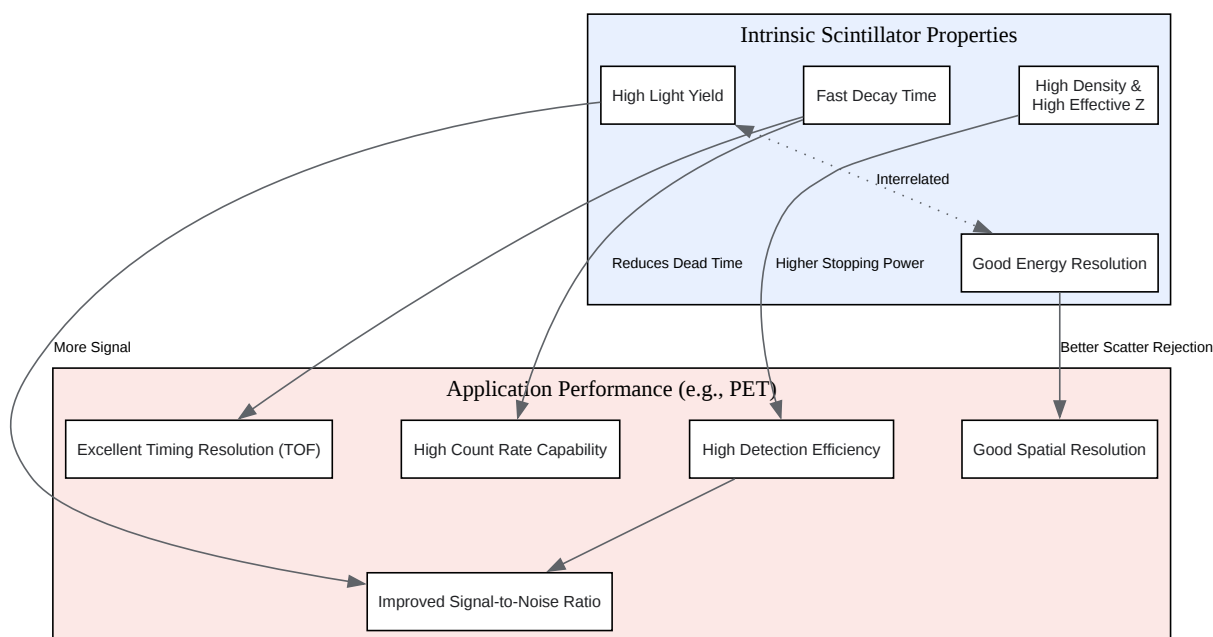 Intrinsic Scintillator Properties
High Light Yield
Fast Decay Time
High Density &
High Effective Z
Interrelated
Reduces Dead Time
Higher Stopping Power
Good Energy Resolution
More Signal
Better Scatter Rejection
Application Performance (e.g., PET)
Excellent Timing Resolution (TOF)
High Count Rate Capability
High Detection Efficiency
Good Spatial Resolution
Improved Signal-to-Noise Ratio